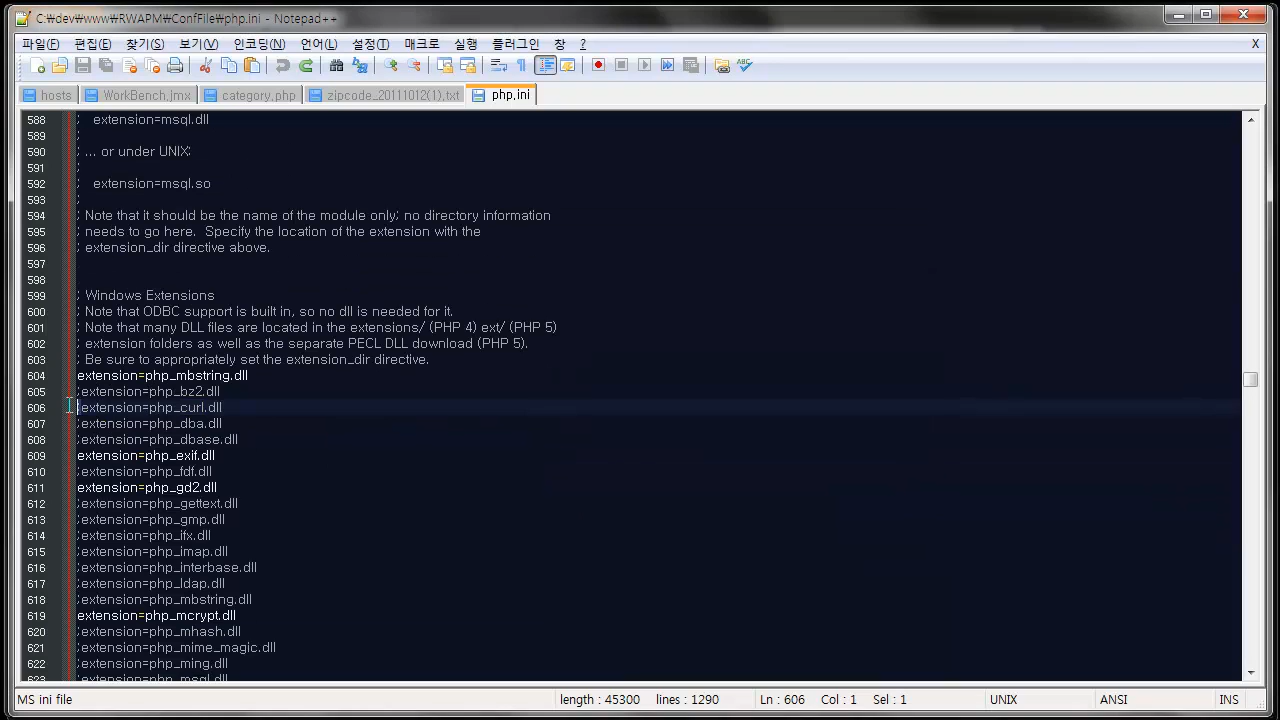 C:₩dev₩www₩RWAPM₩ConfFile₩php.ini - Notepad++
파일(F) 편집(E) 찾기(S) 보기(V) 인코딩(N) 언어(L) 설정(T) 매크로 실행 플러그인 창 ? X
hosts WorkBench.jmx category.php zipcode_20111012(1).txt php.ini
588 ;   extension=msql.dll
589 ;
590 ; ... or under UNIX:
591 ;
592 ;   extension=msql.so
593 ;
594 ; Note that it should be the name of the module only; no directory information
595 ; needs to go here.  Specify the location of the extension with the
596 ; extension_dir directive above.
597
598
599 ; Windows Extensions
600 ; Note that ODBC support is built in, so no dll is needed for it.
601 ; Note that many DLL files are located in the extensions/ (PHP 4) ext/ (PHP 5)
602 ; extension folders as well as the separate PECL DLL download (PHP 5).
603 ; Be sure to appropriately set the extension_dir directive.
604 extension=php_mbstring.dll
605 ;extension=php_bz2.dll
606 ;extension=php_curl.dll
607 ;extension=php_dba.dll
608 ;extension=php_dbase.dll
609 extension=php_exif.dll
610 ;extension=php_fdf.dll
611 extension=php_gd2.dll
612 ;extension=php_gettext.dll
613 ;extension=php_gmp.dll
614 ;extension=php_ifx.dll
615 ;extension=php_imap.dll
616 ;extension=php_interbase.dll
617 ;extension=php_ldap.dll
618 ;extension=php_mbstring.dll
619 extension=php_mcrypt.dll
620 ;extension=php_mhash.dll
621 ;extension=php_mime_magic.dll
622 ;extension=php_ming.dll
623 ;extension=php_msql.dll
MS ini file length : 45300 lines : 1290 Ln : 606 Col : 1 Sel : 1 UNIX ANSI INS